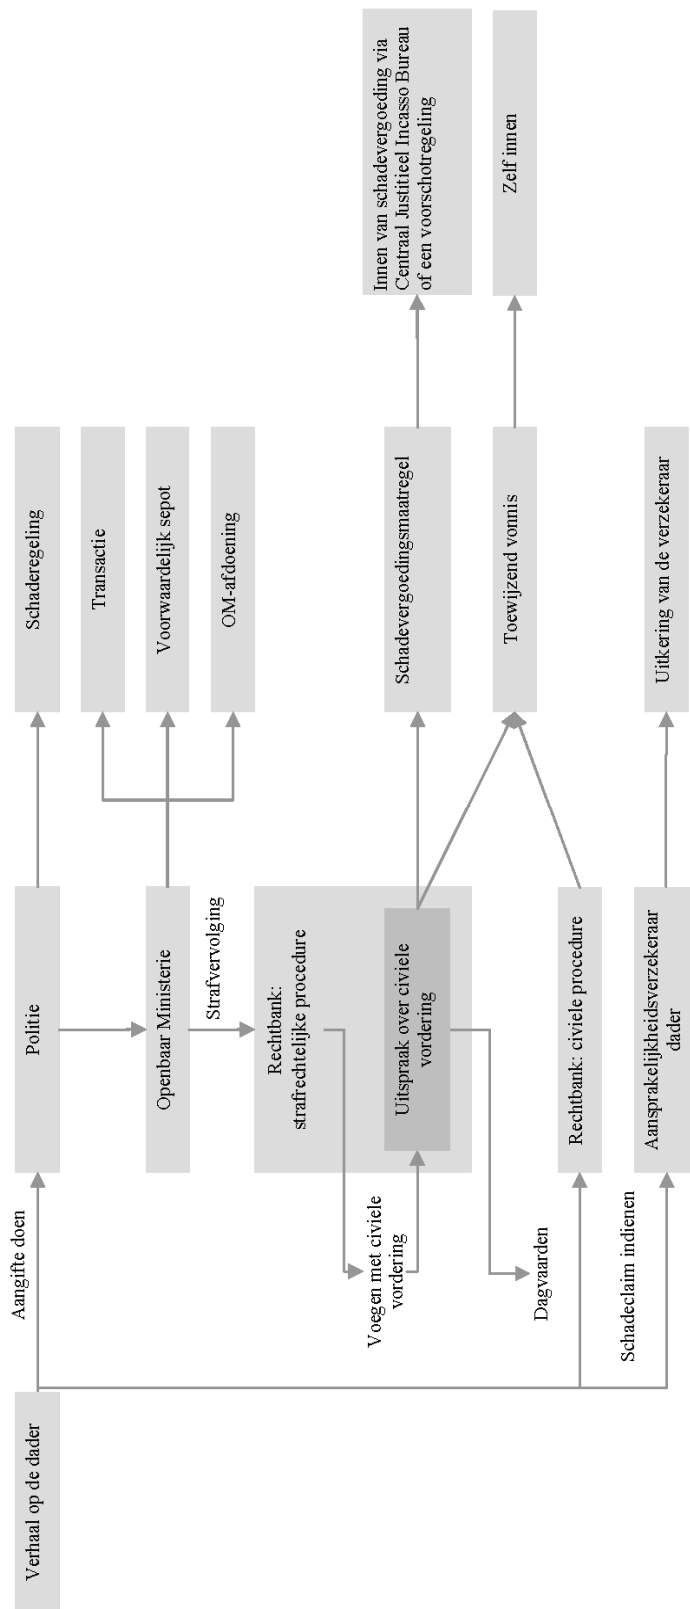 Verhaal op de dader
Aangifte doen
Politie
Schaderegeling
Transactie
Openbaar Ministerie
Voorwaardelijk sepot
Strafvervolging
OM-afdoening
Rechtbank:
strafrechtelijke procedure
Voegen met civiele
vordering
Uitspraak over civiele
vordering
Schadevergoedingsmaatregel
Innen van schadevergoeding via
Centraal Justitieel Incasso Bureau
of een voorschotregeling
Dagvaarden
Toewijzend vonnis
Zelf innen
Rechtbank: civiele procedure
Schadeclaim indienen
Aansprakelijkheidsverzekeraar
dader
Uitkering van de verzekeraar